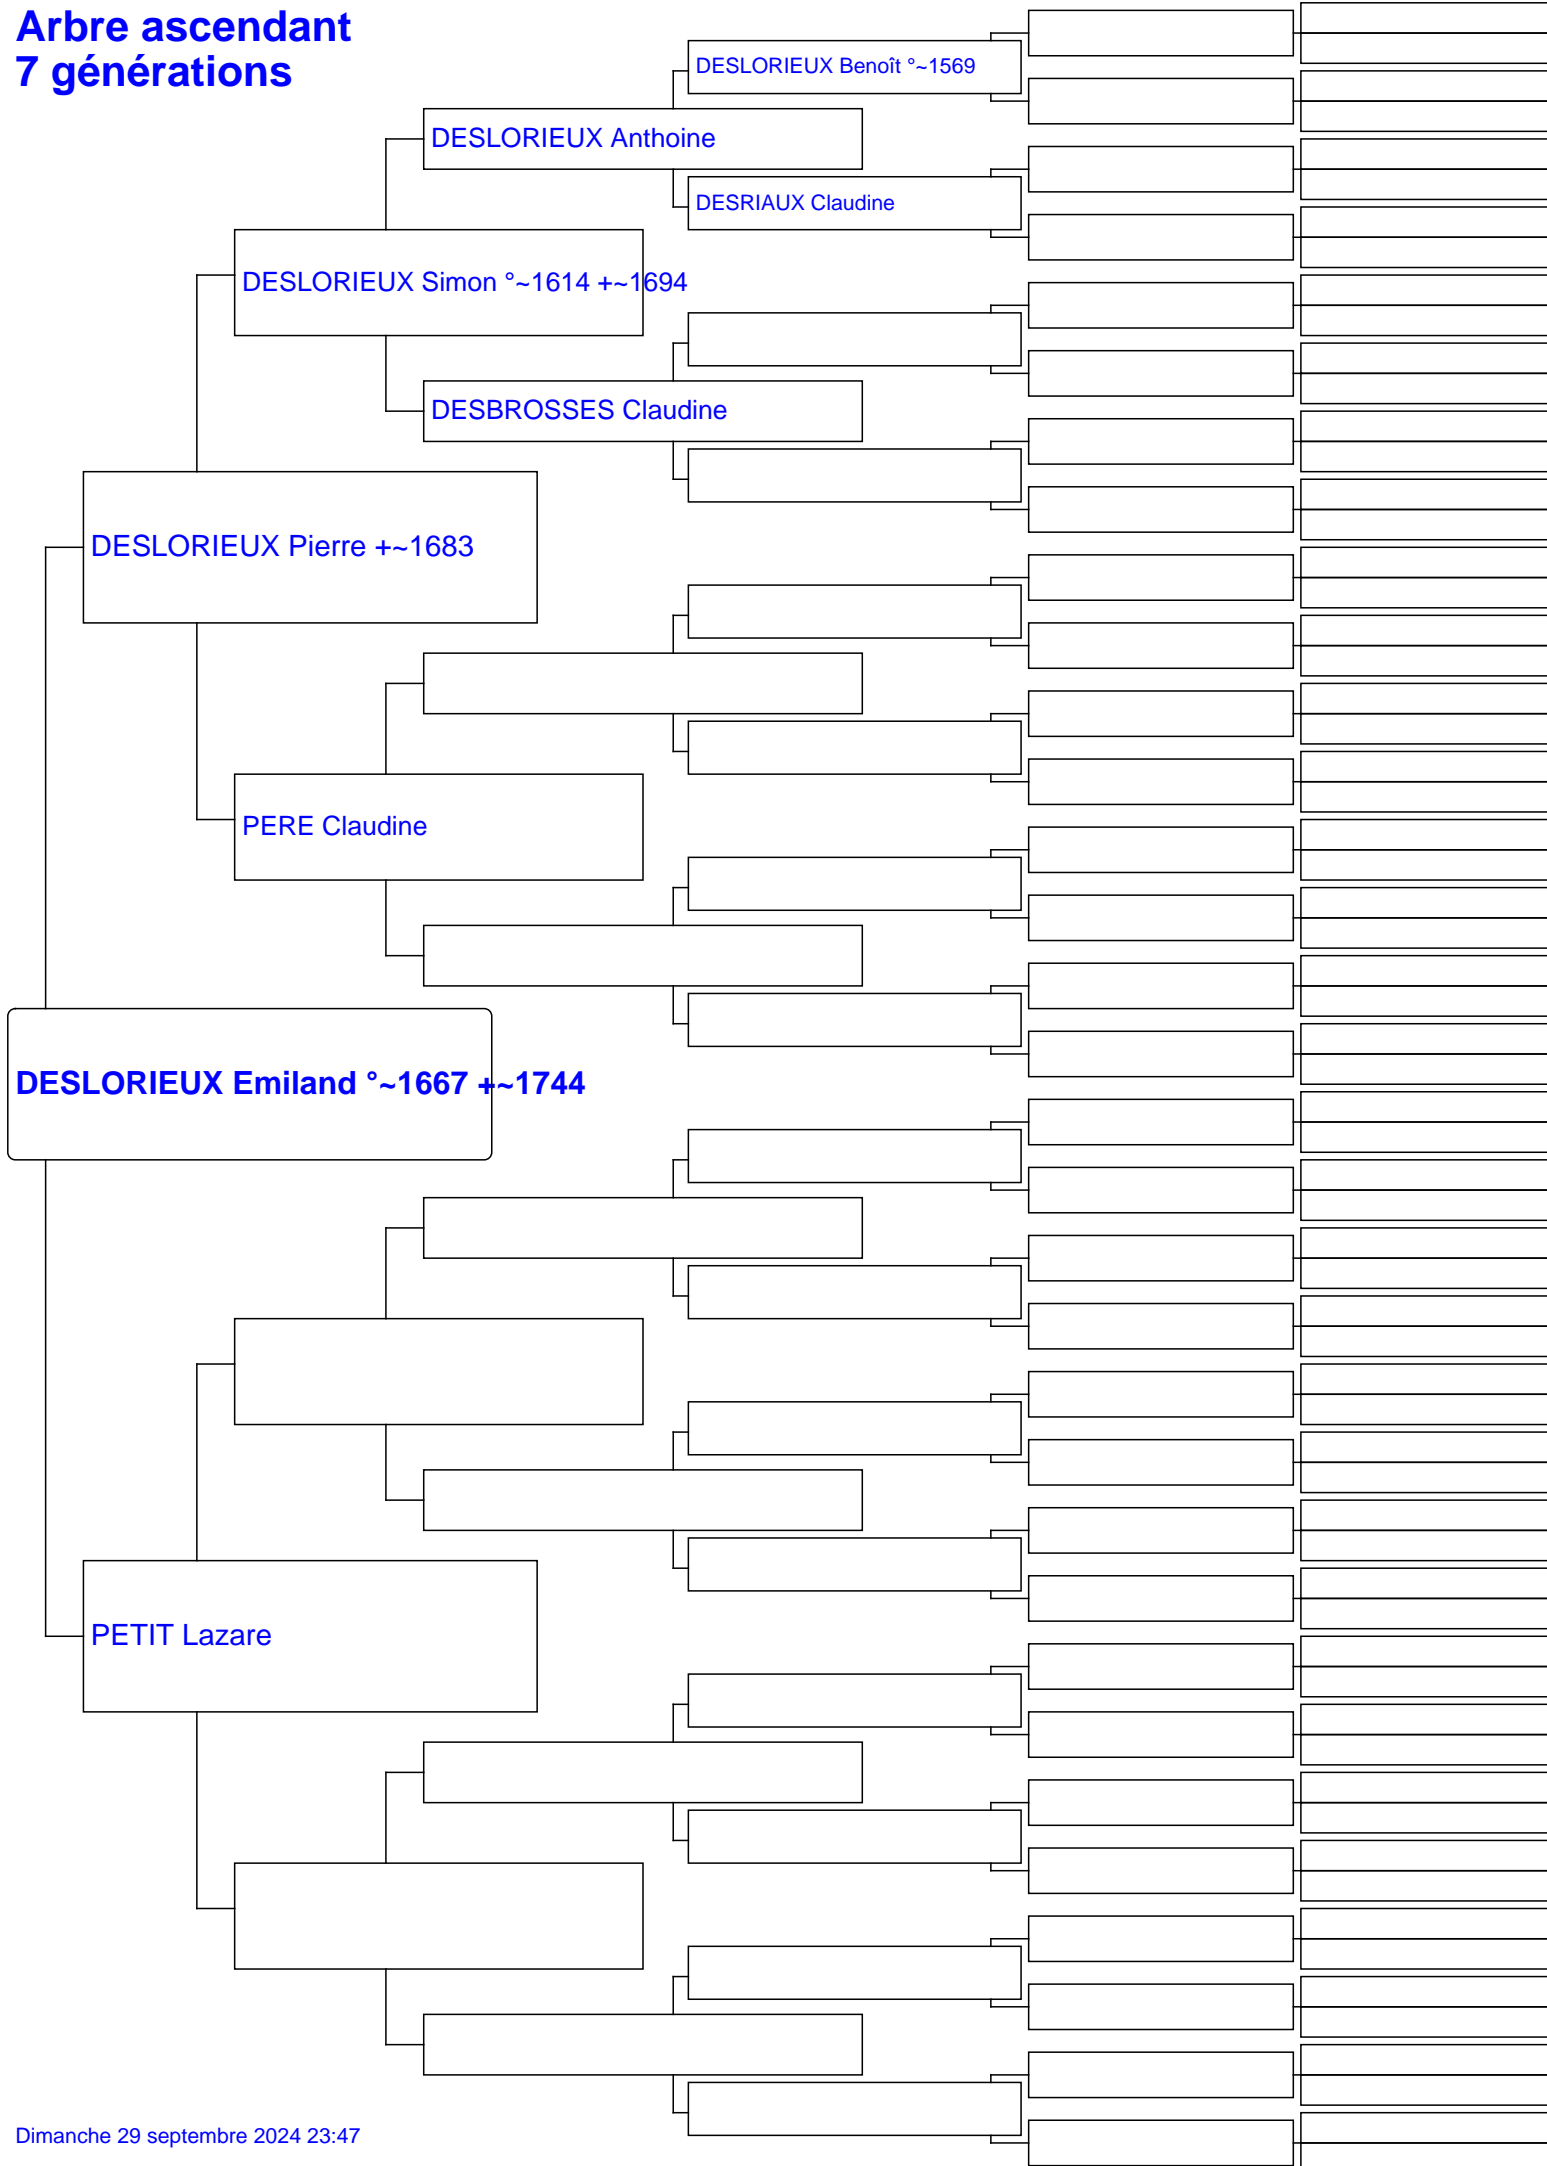 Arbre ascendant
7 générations
DESLORIEUX Benoît °~1569
DESLORIEUX Anthoine
DESRIAUX Claudine
DESLORIEUX Simon °~1614 +~1694
DESBROSSES Claudine
DESLORIEUX Pierre +~1683
PERE Claudine
DESLORIEUX Emiland °~1667 +~1744
PETIT Lazare
Dimanche 29 septembre 2024 23:47